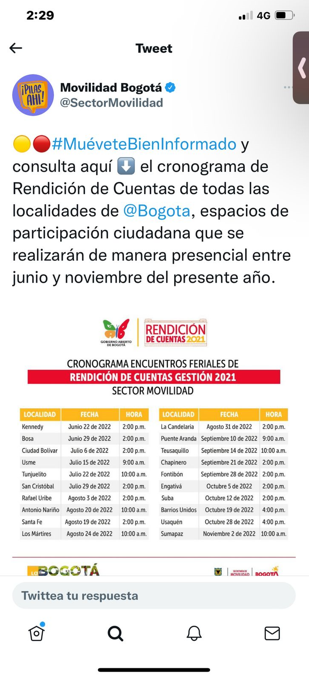 2:29
4G
Tweet
¡PILAS AHÍ!
Movilidad Bogotá
@SectorMovilidad
#MuéveteBienInformado y
consulta aquí ⬇️ el cronograma de
Rendición de Cuentas de todas las
localidades de @Bogota, espacios de
participación ciudadana que se
realizarán de manera presencial entre
junio y noviembre del presente año.
GOBIERNO ABIERTO
DE BOGOTÁ
RENDICIÓN
DE CUENTAS 2021
CRONOGRAMA ENCUENTROS FERIALES DE
RENDICIÓN DE CUENTAS GESTIÓN 2021
SECTOR MOVILIDAD
LOCALIDAD FECHA HORA LOCALIDAD FECHA HORA
Kennedy Junio 22 de 2022 2:00 p.m. La Candelaria Agosto 31 de 2022 2:00 p.m.
Bosa Junio 29 de 2022 2:00 p.m. Puente Aranda Septiembre 10 de 2022 9:00 a.m.
Ciudad Bolívar Julio 6 de 2022 2:00 p.m. Teusaquillo Septiembre 14 de 2022 10:00 a.m.
Usme Julio 15 de 2022 9:00 a.m. Chapinero Septiembre 21 de 2022 2:00 p.m.
Tunjuelito Julio 22 de 2022 10:00 a.m. Fontibón Septiembre 28 de 2022 2:00 p.m.
San Cristóbal Julio 29 de 2022 2:00 p.m. Engativá Octubre 5 de 2022 2:00 p.m.
Rafael Uribe Agosto 3 de 2022 2:00 p.m. Suba Octubre 12 de 2022 2:00 p.m.
Antonio Nariño Agosto 20 de 2022 10:00 a.m. Barrios Unidos Octubre 19 de 2022 4:00 p.m.
Santa Fe Agosto 19 de 2022 2:00 p.m. Usaquén Octubre 28 de 2022 4:00 p.m.
Los Mártires Agosto 24 de 2022 10:00 a.m. Sumapaz Noviembre 2 de 2022 10:00 a.m.
BOGOTÁ
MOVILIDAD
BOGOTÁ
Twittea tu respuesta